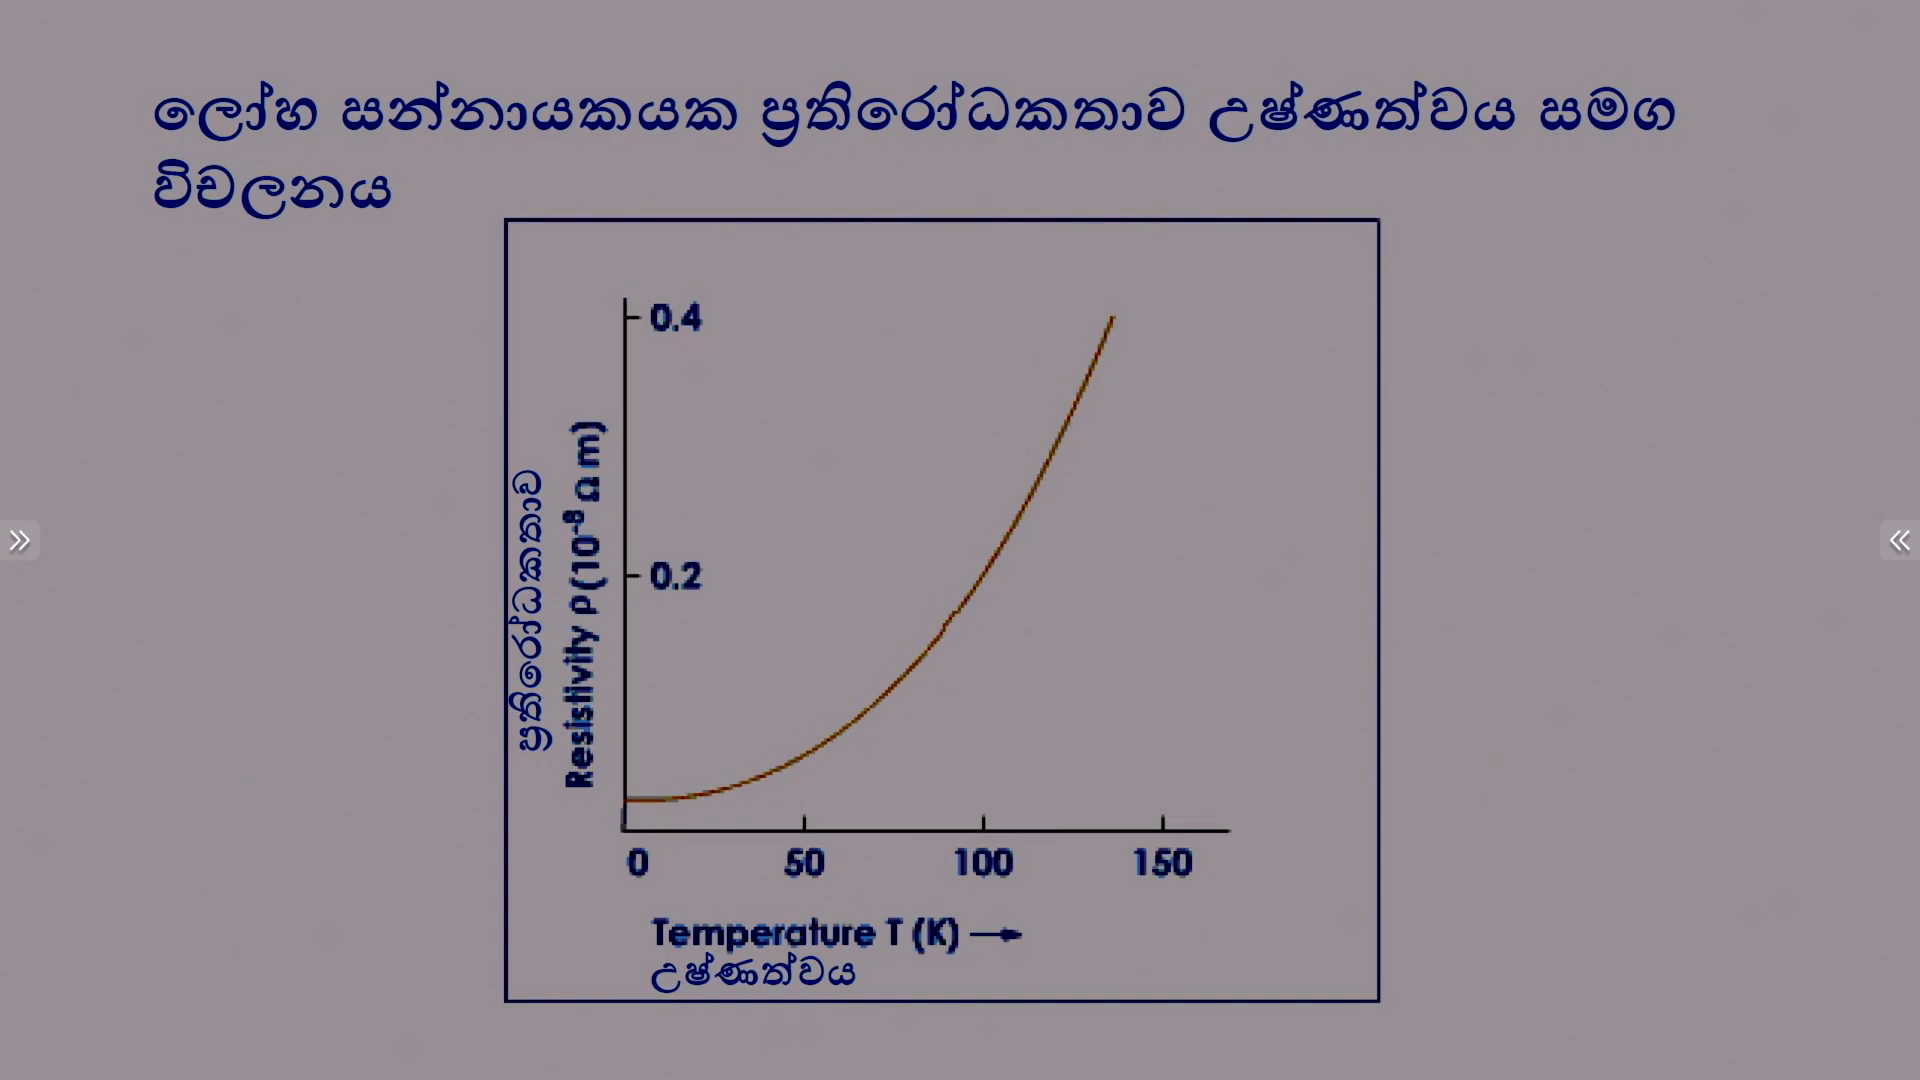 ලෝහ සන්නායකයක ප්‍රතිරෝධකතාව උෂ්ණත්වය සමග
විචලනය
0.4
0.2
ප්‍රතිරෝධකතාව
Resistivity ρ (10⁻⁸ Ω m)
0 50 100 150
Temperature T (K) →
උෂ්ණත්වය